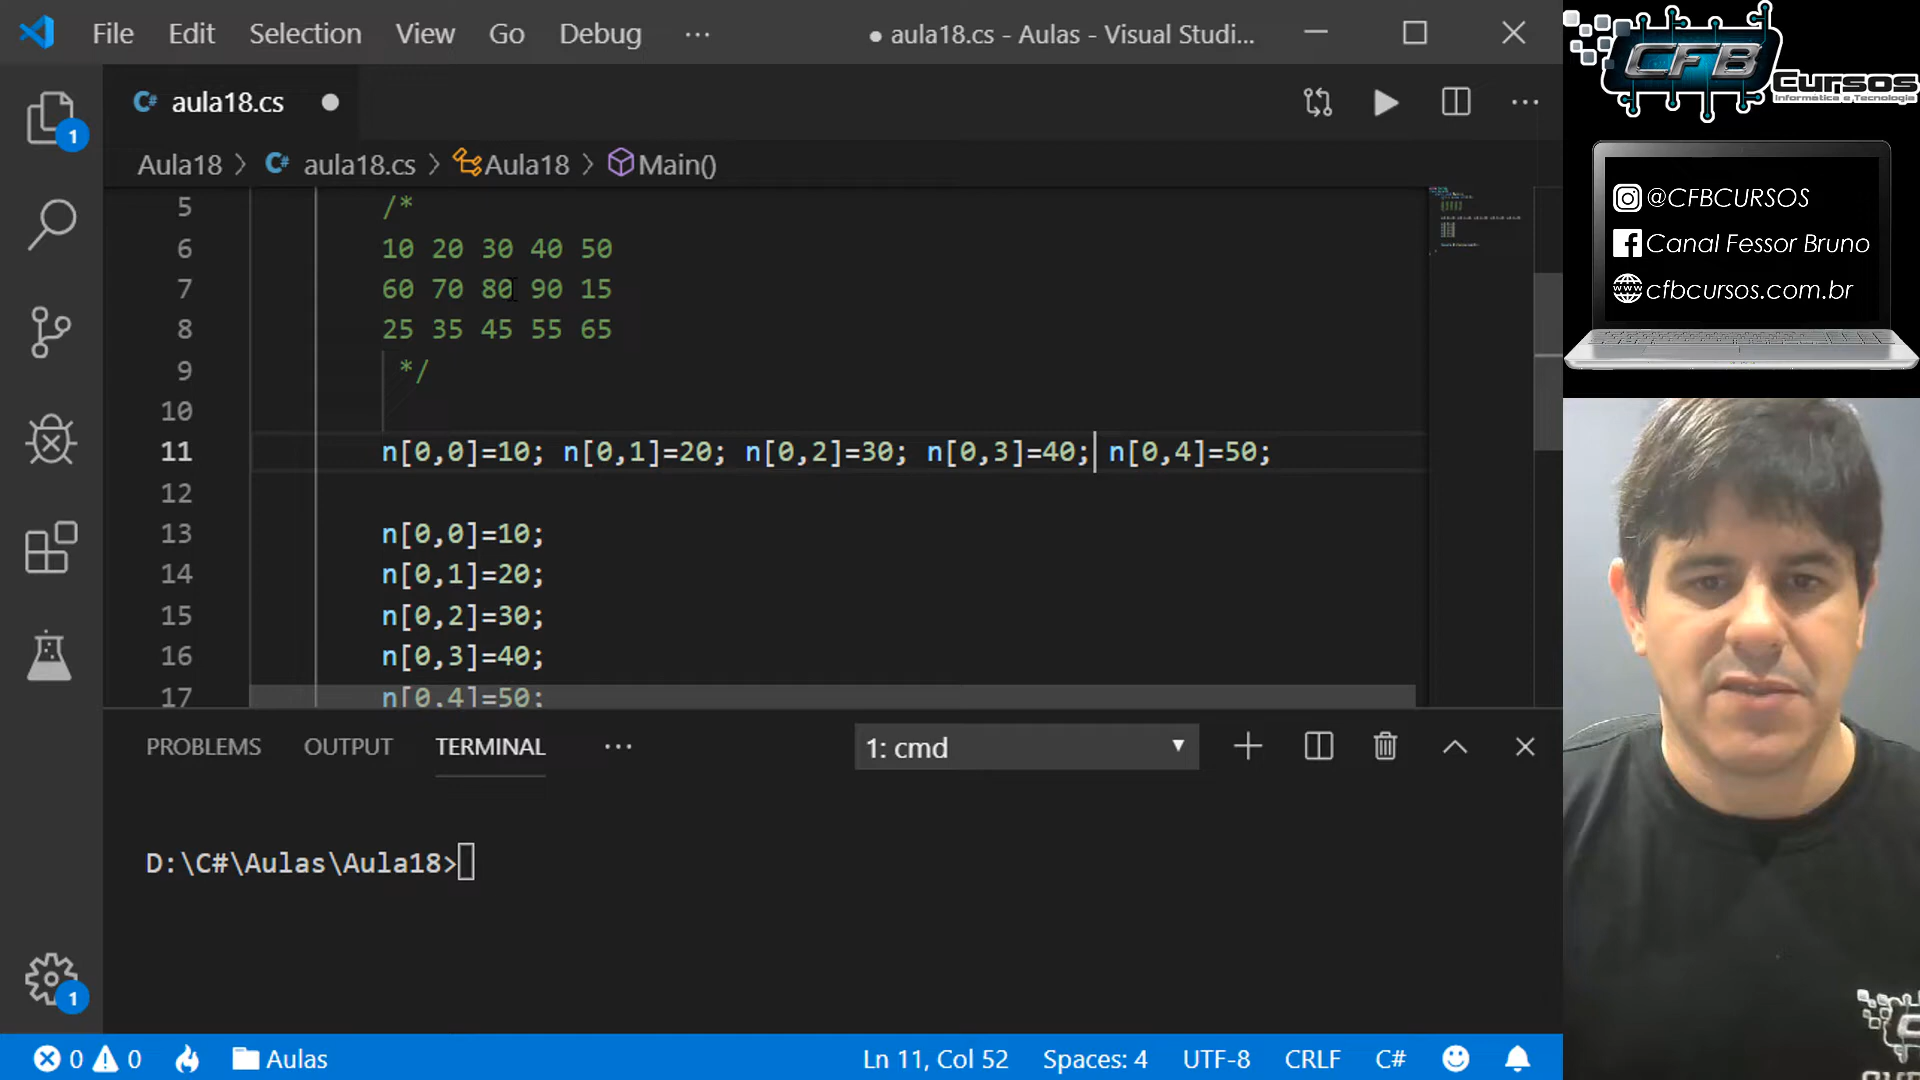 File Edit Selection View Go Debug ··· ● aula18.cs - Aulas - Visual Studi...
aula18.cs
Aula18 > aula18.cs > Aula18 > Main()
5 /*
6 10 20 30 40 50
7 60 70 80 90 15
8 25 35 45 55 65
9 */
10
11 n[0,0]=10; n[0,1]=20; n[0,2]=30; n[0,3]=40; n[0,4]=50;
12
13 n[0,0]=10;
14 n[0,1]=20;
15 n[0,2]=30;
16 n[0,3]=40;
17 n[0,4]=50;
1
1
PROBLEMS OUTPUT TERMINAL ··· 1: cmd
D:\C#\Aulas\Aula18>
0 0 Aulas Ln 11, Col 52 Spaces: 4 UTF-8 CRLF C#
CFB Cursos
Informática e Tecnologia
@CFBCURSOS
Canal Fessor Bruno
cfbcursos.com.br